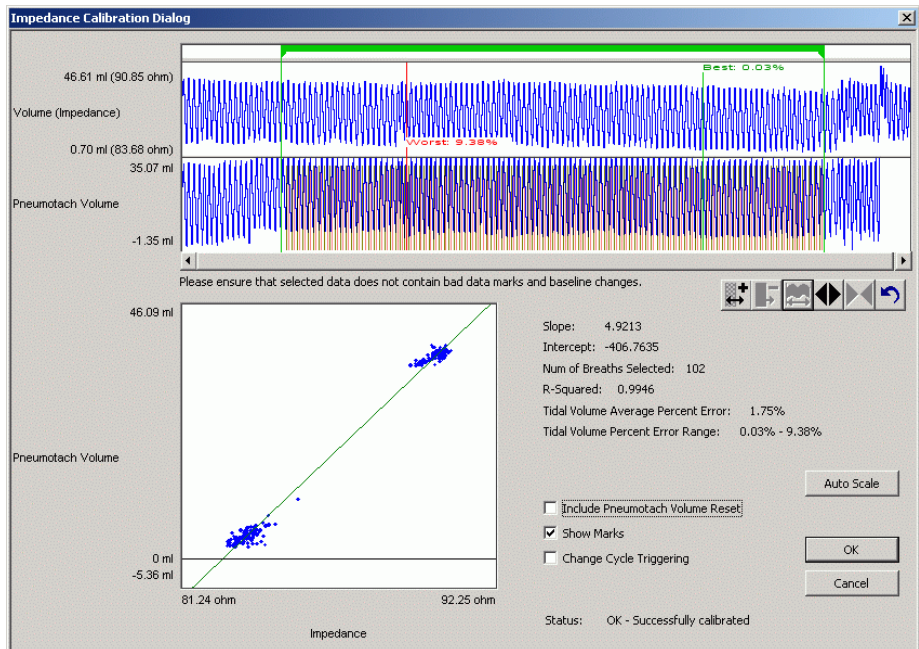 Impedance Calibration Dialog
Best: 0.03%
46.61 ml (90.85 ohm)
Volume (Impedance)
Worst: 9.38%
0.70 ml (83.68 ohm)
35.07 ml
Pneumotach Volume
-1.35 ml
Please ensure that selected data does not contain bad data marks and baseline changes.
46.09 ml
Pneumotach Volume
0 ml
-5.36 ml
81.24 ohm 92.25 ohm
Impedance
Slope: 4.9213
Intercept: -406.7635
Num of Breaths Selected: 102
R-Squared: 0.9946
Tidal Volume Average Percent Error: 1.75%
Tidal Volume Percent Error Range: 0.03% - 9.38%
Auto Scale
Include Pneumotach Volume Reset
Show Marks
Change Cycle Triggering
OK
Cancel
Status: OK - Successfully calibrated